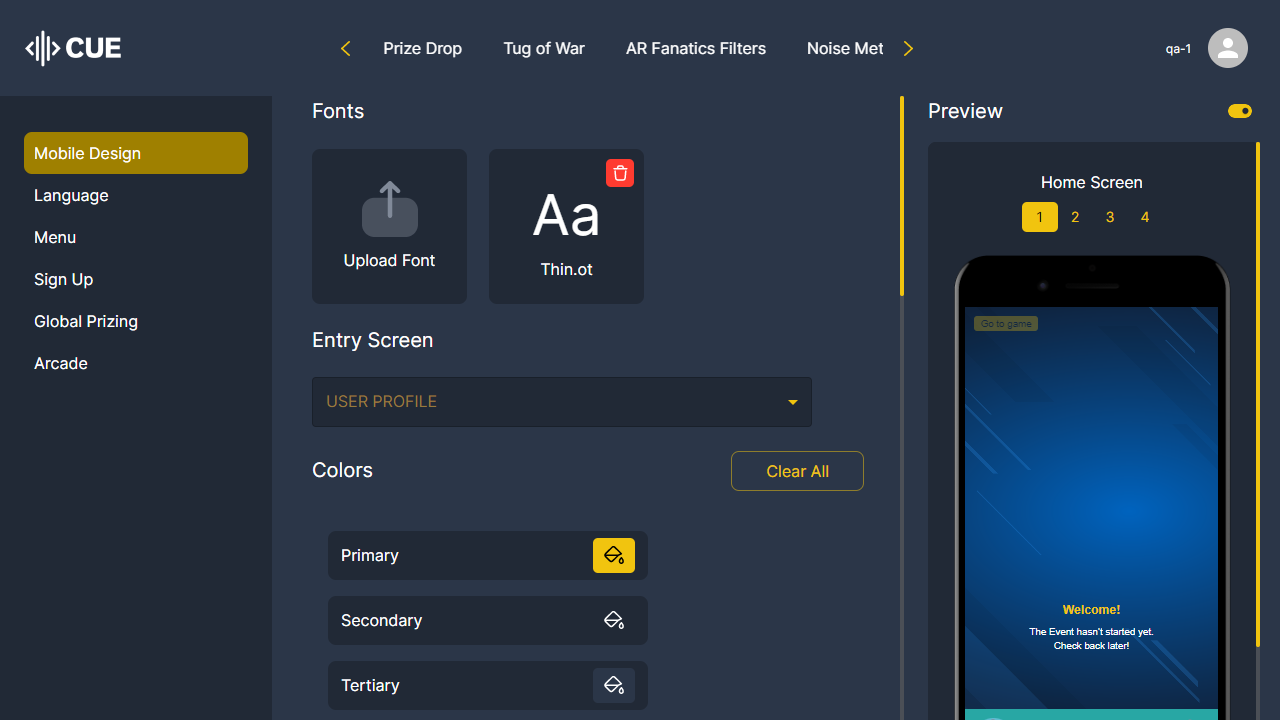 CUE
Prize Drop
Tug of War
AR Fanatics Filters
Noise Met
qa-1
Mobile Design
Language
Menu
Sign Up
Global Prizing
Arcade
Fonts
Upload Font
Aa
Thin.ot
Entry Screen
USER PROFILE
Colors
Clear All
Primary
Secondary
Tertiary
Preview
Home Screen
1 2 3 4
Go to game
Welcome!
The Event hasn't started yet.
Check back later!